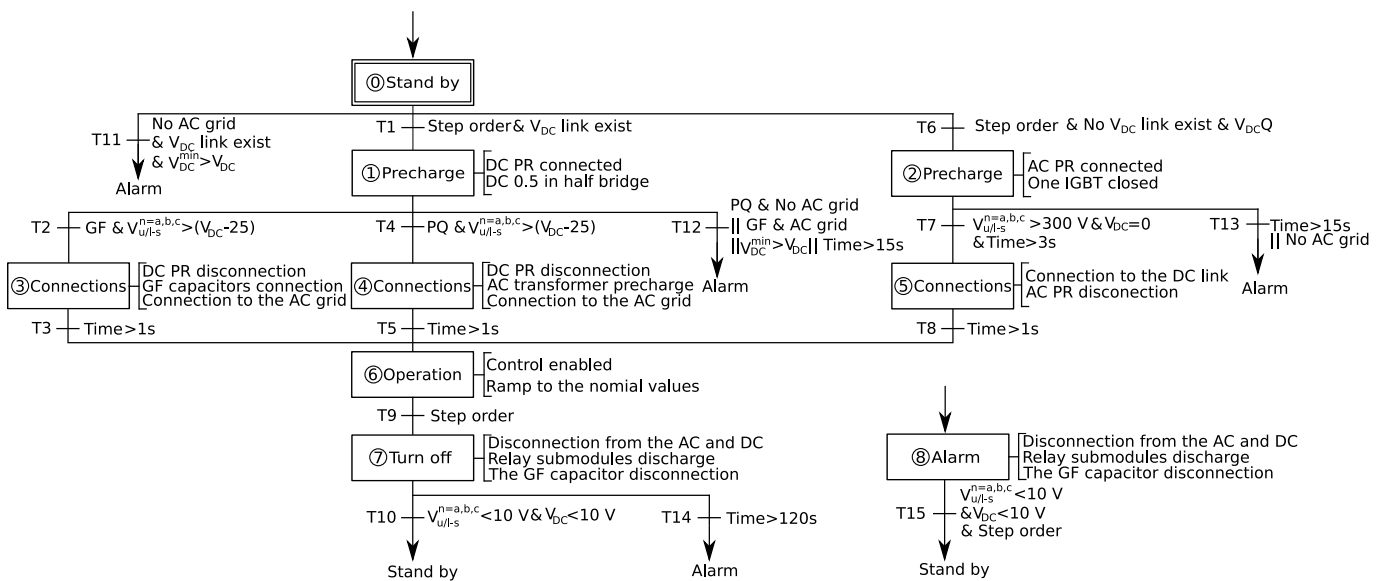 ⓪Stand by
T11
No AC grid
& V_DC link exist
& V_DC^min>V_DC
Alarm
T1
Step order & V_DC link exist
T6
Step order & No V_DC link exist & V_DCQ
①Precharge
DC PR connected
DC 0.5 in half bridge
②Precharge
AC PR connected
One IGBT closed
T2
GF & V_u/l-s^n=a,b,c>(V_DC-25)
T4
PQ & V_u/l-s^n=a,b,c>(V_DC-25)
T12
PQ & No AC grid
|| GF & AC grid
||V_DC^min>V_DC|| Time>15s
Alarm
T7
V_u/l-s^n=a,b,c>300 V & V_DC=0
& Time>3s
T13
Time>15s
|| No AC grid
Alarm
③Connections
DC PR disconnection
GF capacitors connection
Connection to the AC grid
④Connections
DC PR disconnection
AC transformer precharge
Connection to the AC grid
⑤Connections
Connection to the DC link
AC PR disconection
T3
Time>1s
T5
Time>1s
T8
Time>1s
⑥Operation
Control enabled
Ramp to the nomial values
T9
Step order
⑦Turn off
Disconnection from the AC and DC
Relay submodules discharge
The GF capacitor disconnection
⑧Alarm
Disconnection from the AC and DC
Relay submodules discharge
The GF capacitor disconnection
T10
V_u/l-s^n=a,b,c<10 V & V_DC<10 V
Stand by
T14
Time>120s
Alarm
T15
V_u/l-s^n=a,b,c<10 V
& V_DC<10 V
& Step order
Stand by